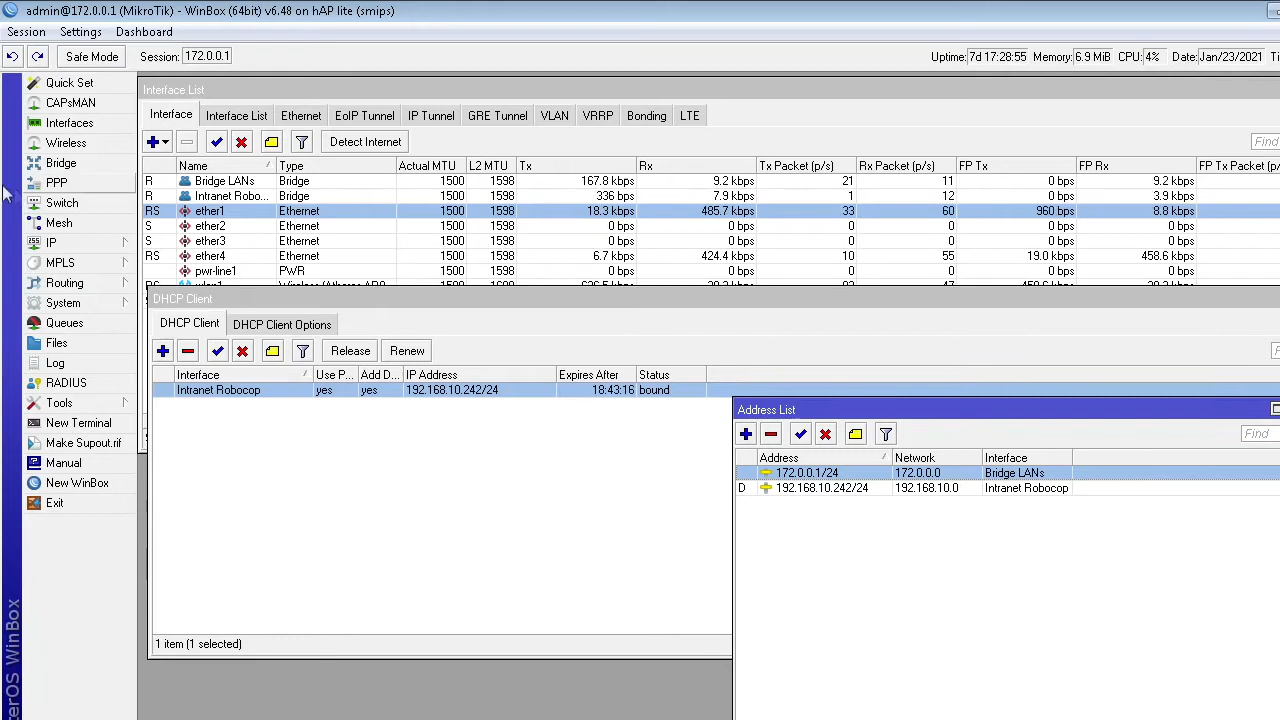 admin@172.0.0.1 (MikroTik) - WinBox (64bit) v6.48 on hAP lite (smips)
Session Settings Dashboard
Safe Mode Session: 172.0.0.1 Uptime: 7d 17:28:55 Memory: 6.9 MiB CPU: 4% Date: Jan/23/2021
Quick Set
CAPsMAN
Interfaces
Wireless
Bridge
PPP
Switch
Mesh
IP
MPLS
Routing
System
Queues
Files
Log
RADIUS
Tools
New Terminal
Make Supout.rif
Manual
New WinBox
Exit
Interface List
Interface Interface List Ethernet EoIP Tunnel IP Tunnel GRE Tunnel VLAN VRRP Bonding LTE
Detect Internet Find
Name Type Actual MTU L2 MTU Tx Rx Tx Packet (p/s) Rx Packet (p/s) FP Tx FP Rx FP Tx Packet (p/s)
R Bridge LANs Bridge 1500 1598 167.8 kbps 9.2 kbps 21 11 0 bps 9.2 kbps
R Intranet Robo... Bridge 1500 1598 336 bps 7.9 kbps 1 12 0 bps 3.9 kbps
RS ether1 Ethernet 1500 1598 18.3 kbps 485.7 kbps 33 60 960 bps 8.8 kbps
S ether2 Ethernet 1500 1598 0 bps 0 bps 0 0 0 bps 0 bps
S ether3 Ethernet 1500 1598 0 bps 0 bps 0 0 0 bps 0 bps
RS ether4 Ethernet 1500 1598 6.7 kbps 424.4 kbps 10 55 19.0 kbps 458.6 kbps
pwr-line1 PWR 1500 1598 0 bps 0 bps 0 0 0 bps 0 bps
DHCP Client
DHCP Client DHCP Client Options
Release Renew
Interface Use P... Add D... IP Address Expires After Status
Intranet Robocop yes yes 192.168.10.242/24 18:43:16 bound
1 item (1 selected)
Address List
Find
Address Network Interface
172.0.0.1/24 172.0.0.0 Bridge LANs
D 192.168.10.242/24 192.168.10.0 Intranet Robocop
WinBox